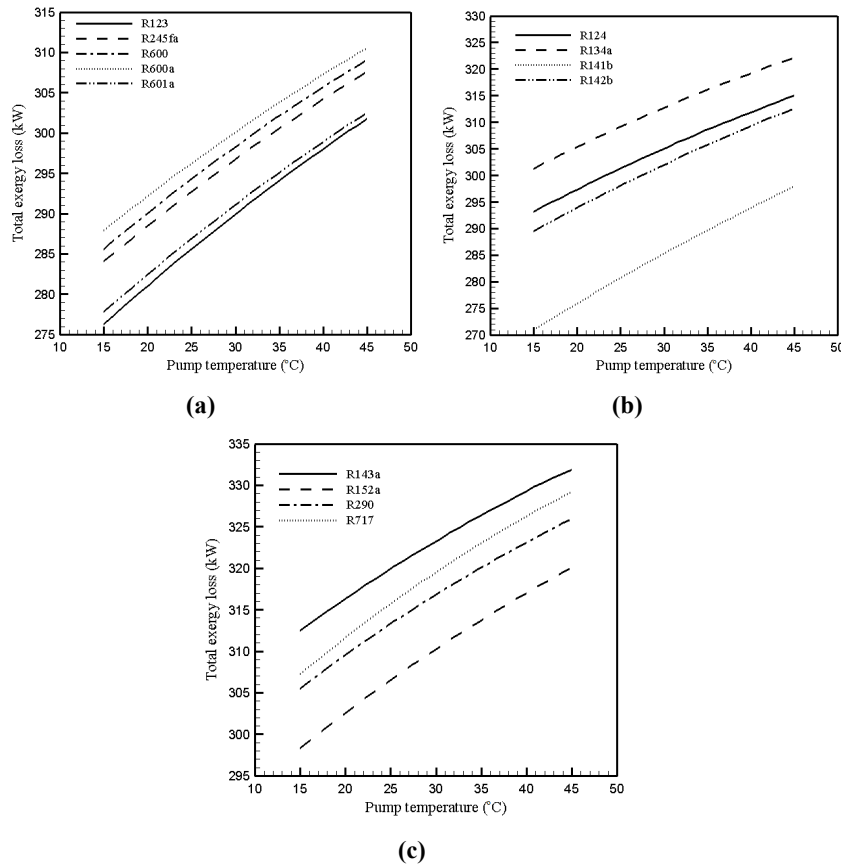 R123
R245fa
R600
R600a
R601a
315
310
305
300
295
290
285
280
275
Total exergy loss (kW)
10 15 20 25 30 35 40 45 50
Pump temperature (°C)
(a)
R124
R134a
R141b
R142b
330
325
320
315
310
305
300
295
290
285
280
275
270
Total exergy loss (kW)
10 15 20 25 30 35 40 45 50
Pump temperature (°C)
(b)
R143a
R152a
R290
R717
335
330
325
320
315
310
305
300
295
Total exergy loss (kW)
10 15 20 25 30 35 40 45 50
Pump temperature (°C)
(c)